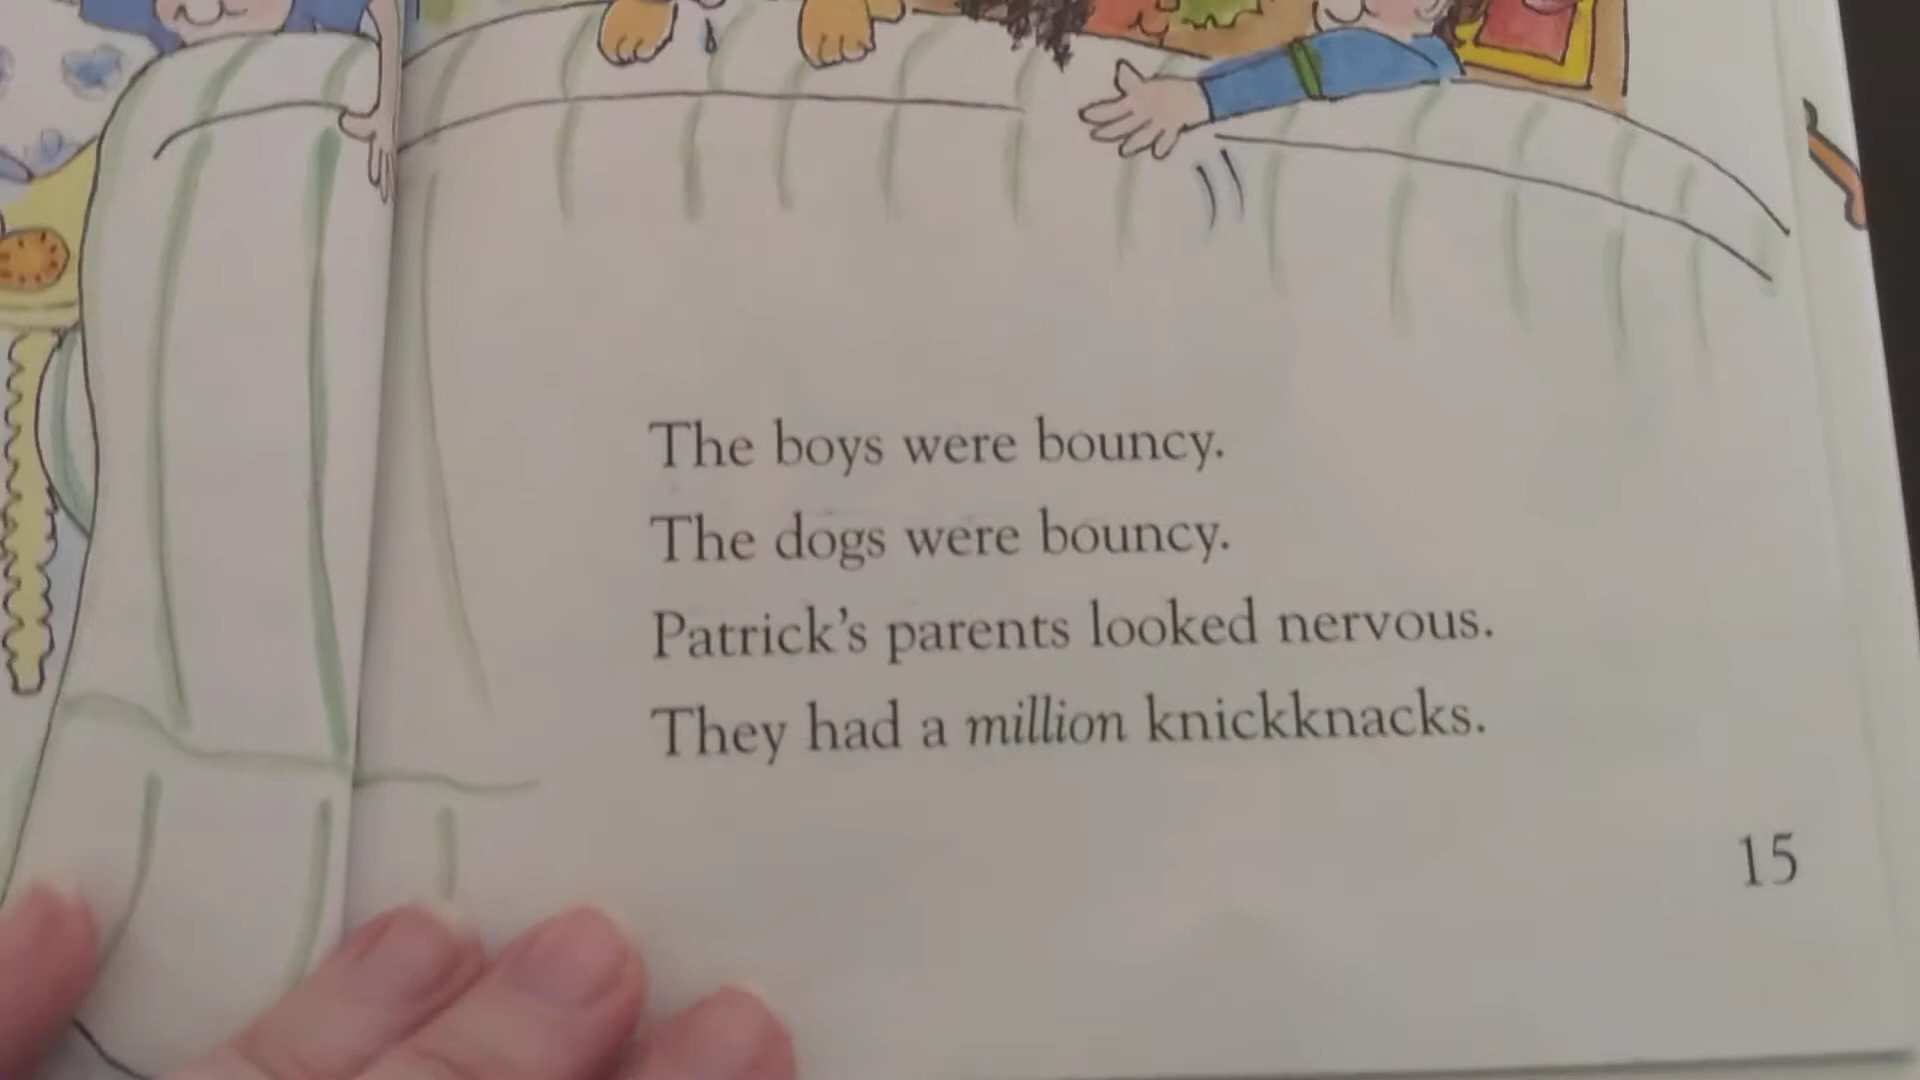 The boys were bouncy.
The dogs were bouncy.
Patrick's parents looked nervous.
They had a million knickknacks.
15